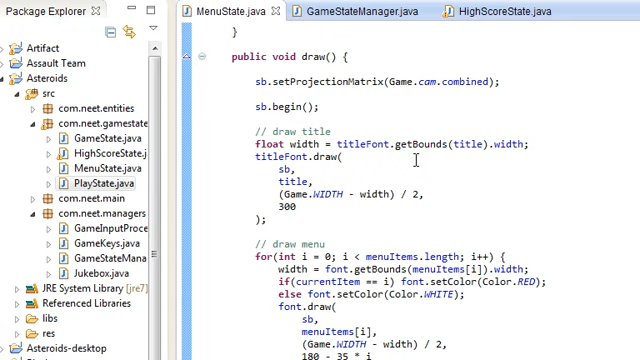 Package Explorer
Artifact
Assault Team
Asteroids
src
com.neet.entities
com.neet.gamestate
GameState.java
HighScoreState.
MenuState.java
PlayState.java
com.neet.main
com.neet.managers
GameInputProce
GameKeys.java
GameStateMana
Jukebox.java
JRE System Library [jre7]
Referenced Libraries
libs
res
Asteroids-desktop
MenuState.java
GameStateManager.java
HighScoreState.java
}
public void draw() {
sb.setProjectionMatrix(Game.cam.combined);
sb.begin();
// draw title
float width = titleFont.getBounds(title).width;
titleFont.draw(
sb,
title,
(Game.WIDTH - width) / 2,
300
);
// draw menu
for(int i = 0; i < menuItems.length; i++) {
width = font.getBounds(menuItems[i]).width;
if(currentItem == i) font.setColor(Color.RED);
else font.setColor(Color.WHITE);
font.draw(
sb,
menuItems[i],
(Game.WIDTH - width) / 2,
180 - 35 * i